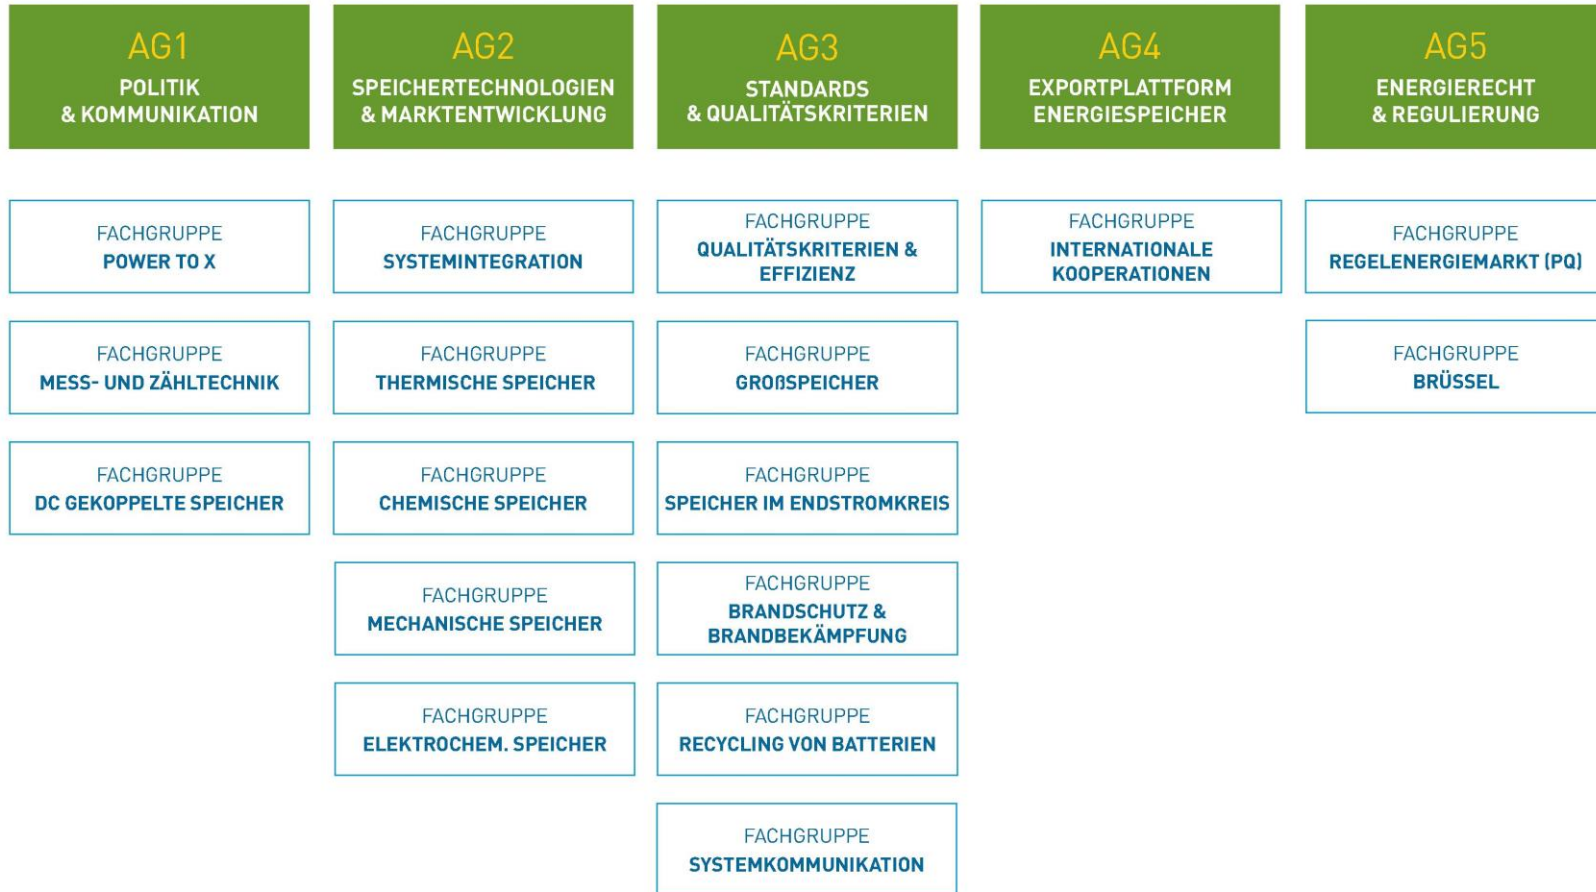 AG1
POLITIK
& KOMMUNIKATION
FACHGRUPPE
POWER TO X
FACHGRUPPE
MESS- UND ZÄHLTECHNIK
FACHGRUPPE
DC GEKOPPELTE SPEICHER
AG2
SPEICHERTECHNOLOGIEN
& MARKTENTWICKLUNG
FACHGRUPPE
SYSTEMINTEGRATION
FACHGRUPPE
THERMISCHE SPEICHER
FACHGRUPPE
CHEMISCHE SPEICHER
FACHGRUPPE
MECHANISCHE SPEICHER
FACHGRUPPE
ELEKTROCHEM. SPEICHER
AG3
STANDARDS
& QUALITÄTSKRITERIEN
FACHGRUPPE
QUALITÄTSKRITERIEN &
EFFIZIENZ
FACHGRUPPE
GROßSPEICHER
FACHGRUPPE
SPEICHER IM ENDSTROMKREIS
FACHGRUPPE
BRANDSCHUTZ &
BRANDBEKÄMPFUNG
FACHGRUPPE
RECYCLING VON BATTERIEN
FACHGRUPPE
SYSTEMKOMMUNIKATION
AG4
EXPORTPLATTFORM
ENERGIESPEICHER
FACHGRUPPE
INTERNATIONALE
KOOPERATIONEN
AG5
ENERGIERECHT
& REGULIERUNG
FACHGRUPPE
REGELENERGIEMARKT (PQ)
FACHGRUPPE
BRÜSSEL